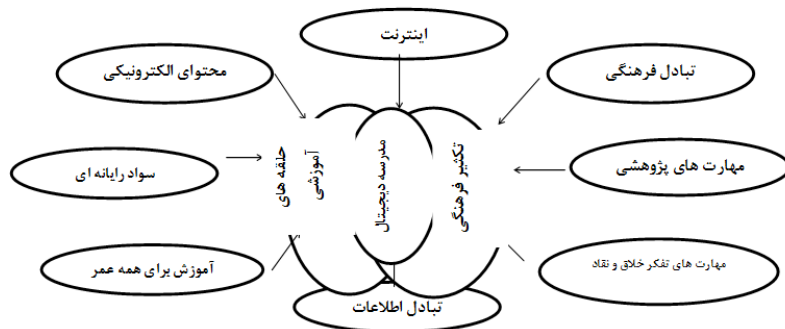 اینترنت
تبادل فرهنگی
محتوای الکترونیکی
مهارت های پژوهشی
سواد رایانه ای
تکثیر فرهنگی
مدرسه دیجیتال
حلقه های
آموزشی
مهارت های تفکر خلاق و نقاد
آموزش برای همه عمر
تبادل اطلاعات